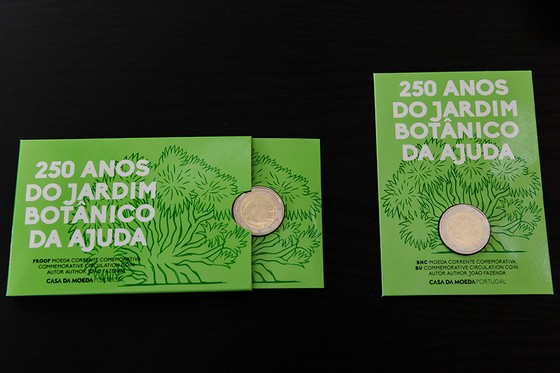 250 ANOS
DO JARDIM
BOTÂNICO
DA AJUDA
PROOF MOEDA CORRENTE COMEMORATIVA
COMMEMORATIVE CIRCULATION COIN
AUTOR AUTHOR JOÃO FAZENDA
CASA DA MOEDA PORTUGAL
250 ANOS
DO JARDIM
BOTÂNICO
DA AJUDA
BNC MOEDA CORRENTE COMEMORATIVA
BU COMMEMORATIVE CIRCULATION COIN
AUTOR AUTHOR JOÃO FAZENDA
CASA DA MOEDA PORTUGAL